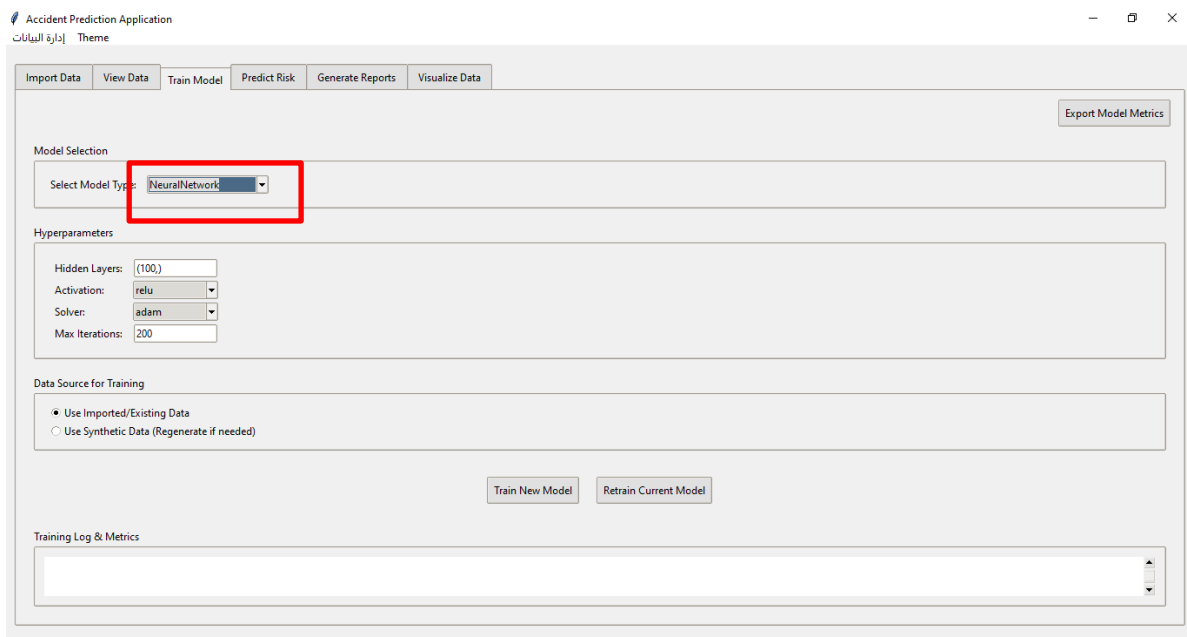 Accident Prediction Application
إدارة البيانات Theme
Import Data View Data Train Model Predict Risk Generate Reports Visualize Data
Export Model Metrics
Model Selection
Select Model Type: NeuralNetwork
Hyperparameters
Hidden Layers: (100,)
Activation: relu
Solver: adam
Max Iterations: 200
Data Source for Training
Use Imported/Existing Data
Use Synthetic Data (Regenerate if needed)
Train New Model Retrain Current Model
Training Log & Metrics